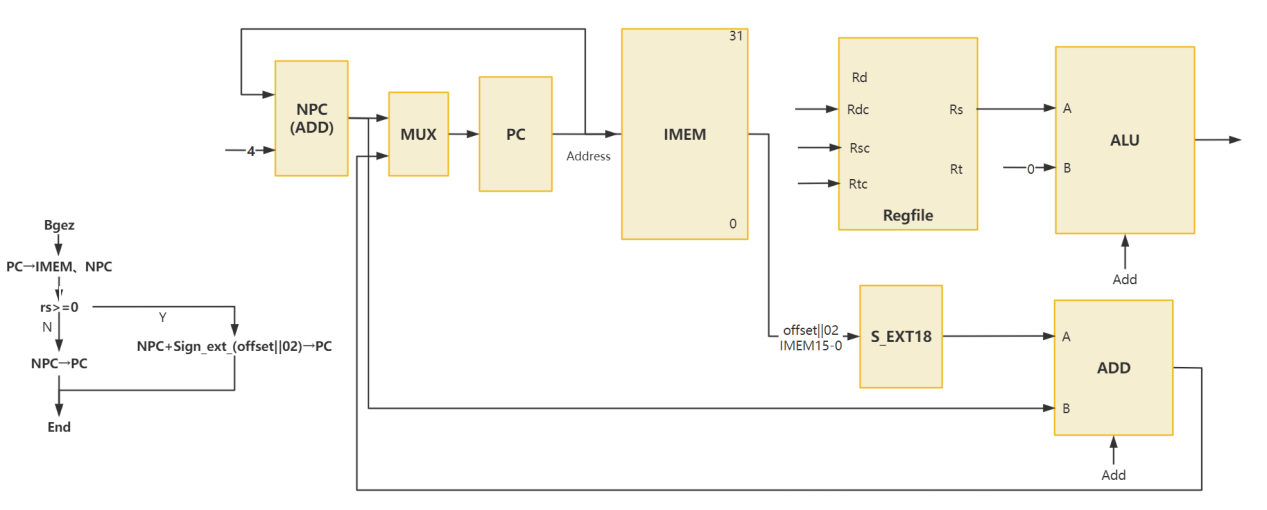 31
NPC
(ADD)
4
MUX
PC
Address
IMEM
0
Rd
Rdc
Rsc
Rtc
Rs
Rt
Regfile
0
A
B
ALU
Add
Bgez
PC→IMEM、NPC
rs>=0
N
Y
NPC→PC
NPC+Sign_ext_(offset||02)→PC
End
offset||02
IMEM15-0
S_EXT18
A
B
ADD
Add